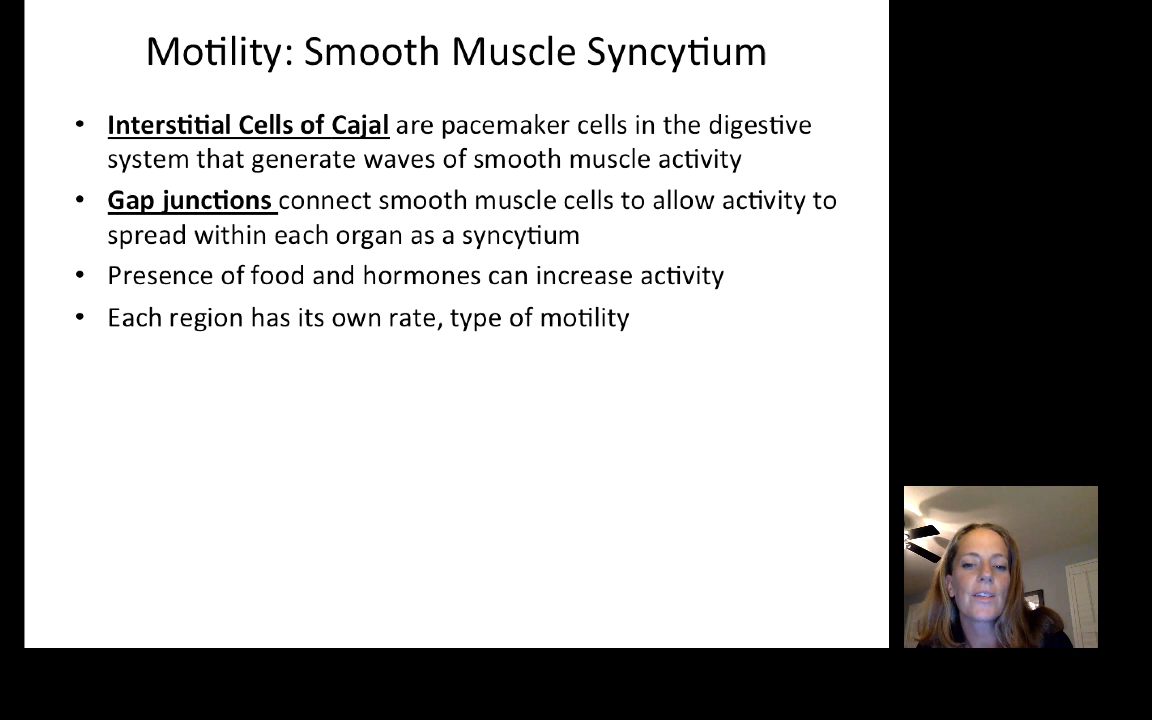 Motility: Smooth Muscle Syncytium
• Interstitial Cells of Cajal are pacemaker cells in the digestive
system that generate waves of smooth muscle activity
• Gap junctions connect smooth muscle cells to allow activity to
spread within each organ as a syncytium
• Presence of food and hormones can increase activity
• Each region has its own rate, type of motility